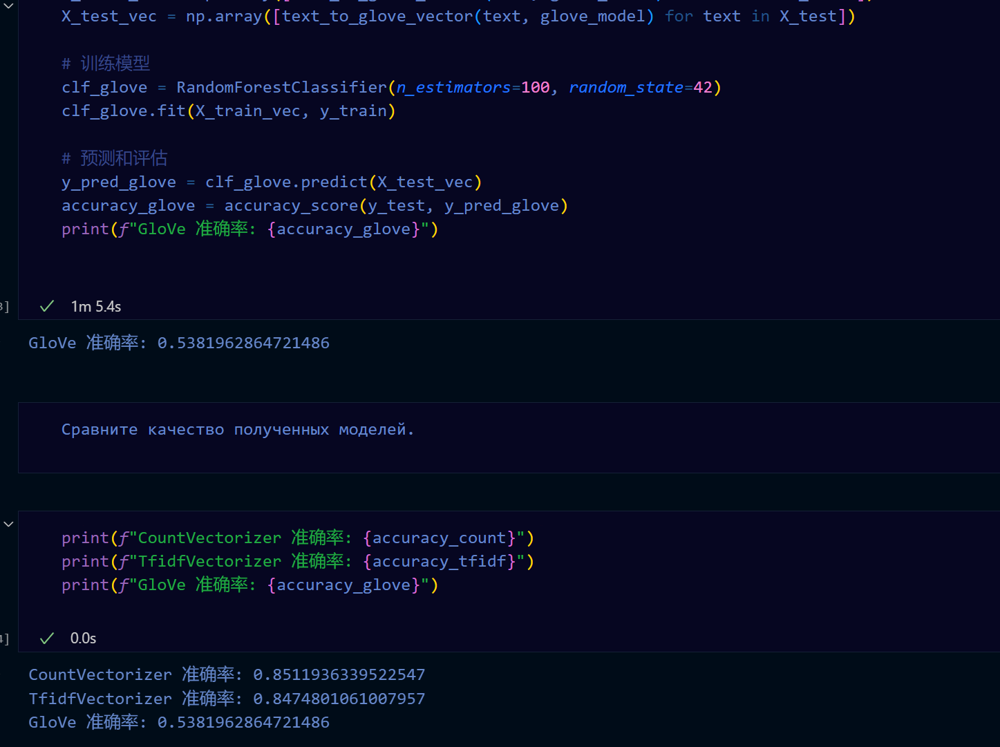 X_test_vec = np.array([text_to_glove_vector(text, glove_model) for text in X_test])
# 训练模型
clf_glove = RandomForestClassifier(n_estimators=100, random_state=42)
clf_glove.fit(X_train_vec, y_train)
# 预测和评估
y_pred_glove = clf_glove.predict(X_test_vec)
accuracy_glove = accuracy_score(y_test, y_pred_glove)
print(f"GloVe 准确率: {accuracy_glove}")
1m 5.4s
GloVe 准确率: 0.5381962864721486
Сравните качество полученных моделей.
print(f"CountVectorizer 准确率: {accuracy_count}")
print(f"TfidfVectorizer 准确率: {accuracy_tfidf}")
print(f"GloVe 准确率: {accuracy_glove}")
0.0s
CountVectorizer 准确率: 0.8511936339522547
TfidfVectorizer 准确率: 0.8474801061007957
GloVe 准确率: 0.5381962864721486